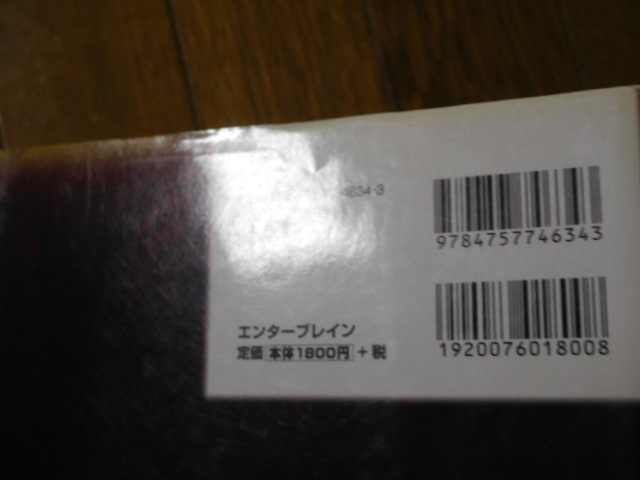 4634-3
9784757746343
エンターブレイン
定価 本体1800円 +税
1920076018008